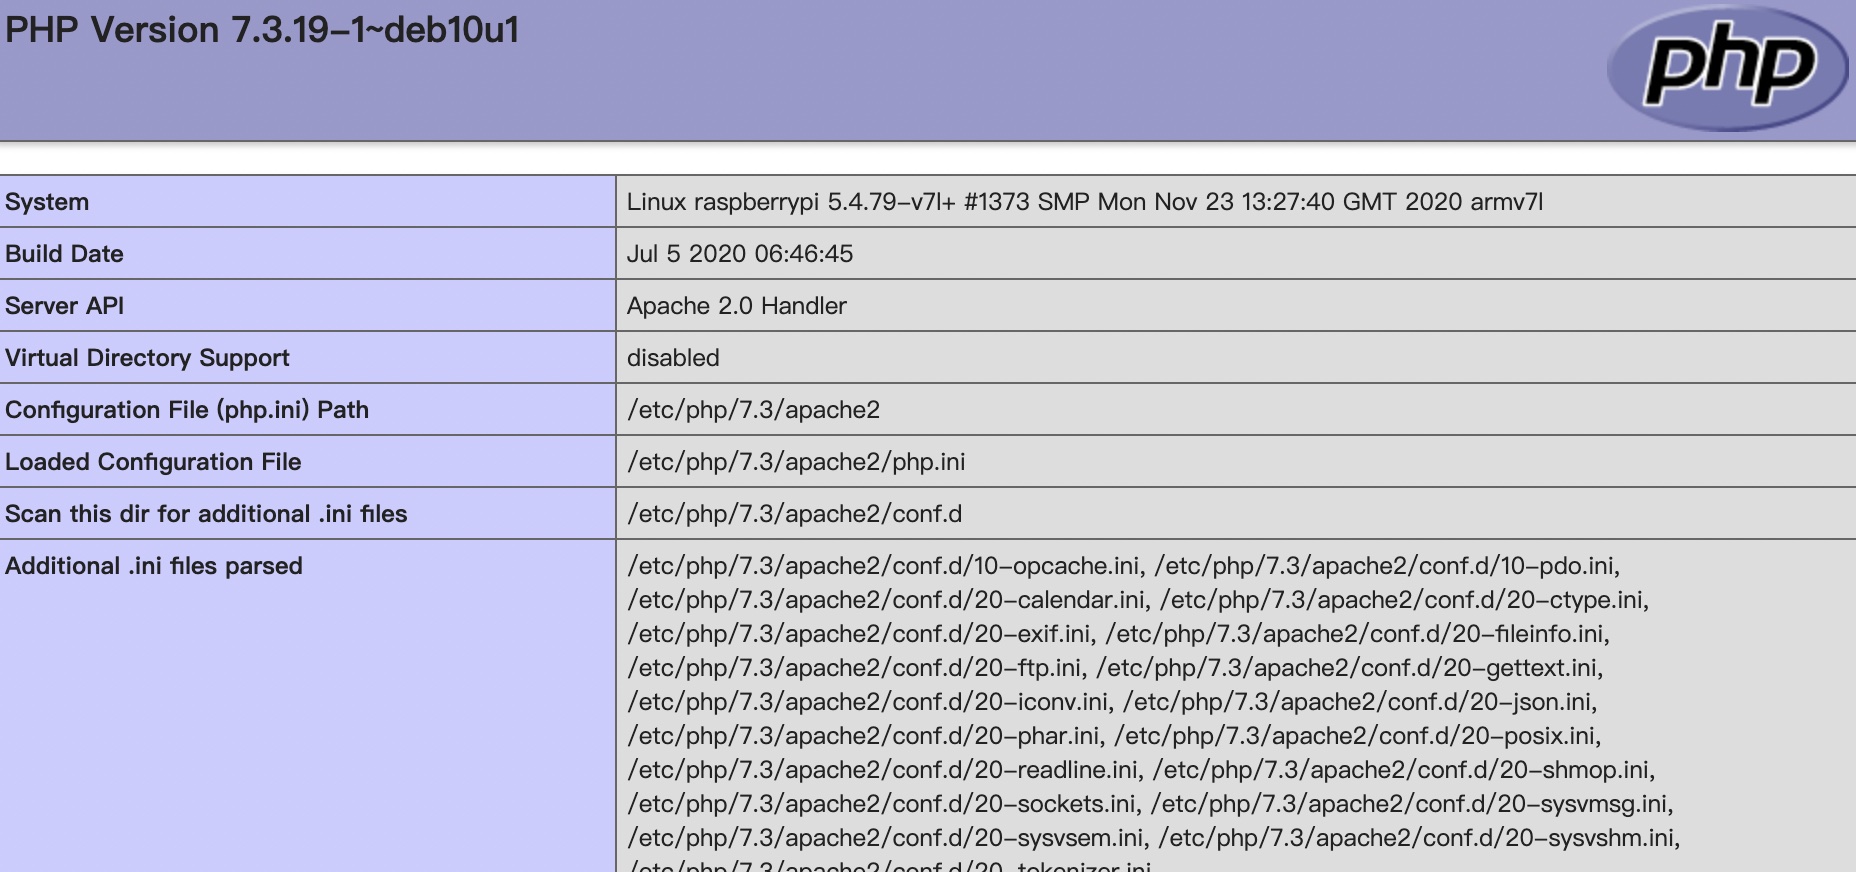 PHP Version 7.3.19-1~deb10u1
php
System
Linux raspberrypi 5.4.79-v7l+ #1373 SMP Mon Nov 23 13:27:40 GMT 2020 armv7l
Build Date
Jul 5 2020 06:46:45
Server API
Apache 2.0 Handler
Virtual Directory Support
disabled
Configuration File (php.ini) Path
/etc/php/7.3/apache2
Loaded Configuration File
/etc/php/7.3/apache2/php.ini
Scan this dir for additional .ini files
/etc/php/7.3/apache2/conf.d
Additional .ini files parsed
/etc/php/7.3/apache2/conf.d/10-opcache.ini, /etc/php/7.3/apache2/conf.d/10-pdo.ini,
/etc/php/7.3/apache2/conf.d/20-calendar.ini, /etc/php/7.3/apache2/conf.d/20-ctype.ini,
/etc/php/7.3/apache2/conf.d/20-exif.ini, /etc/php/7.3/apache2/conf.d/20-fileinfo.ini,
/etc/php/7.3/apache2/conf.d/20-ftp.ini, /etc/php/7.3/apache2/conf.d/20-gettext.ini,
/etc/php/7.3/apache2/conf.d/20-iconv.ini, /etc/php/7.3/apache2/conf.d/20-json.ini,
/etc/php/7.3/apache2/conf.d/20-phar.ini, /etc/php/7.3/apache2/conf.d/20-posix.ini,
/etc/php/7.3/apache2/conf.d/20-readline.ini, /etc/php/7.3/apache2/conf.d/20-shmop.ini,
/etc/php/7.3/apache2/conf.d/20-sockets.ini, /etc/php/7.3/apache2/conf.d/20-sysvmsg.ini,
/etc/php/7.3/apache2/conf.d/20-sysvsem.ini, /etc/php/7.3/apache2/conf.d/20-sysvshm.ini,
/etc/php/7.3/apache2/conf.d/20-tokenizer.ini